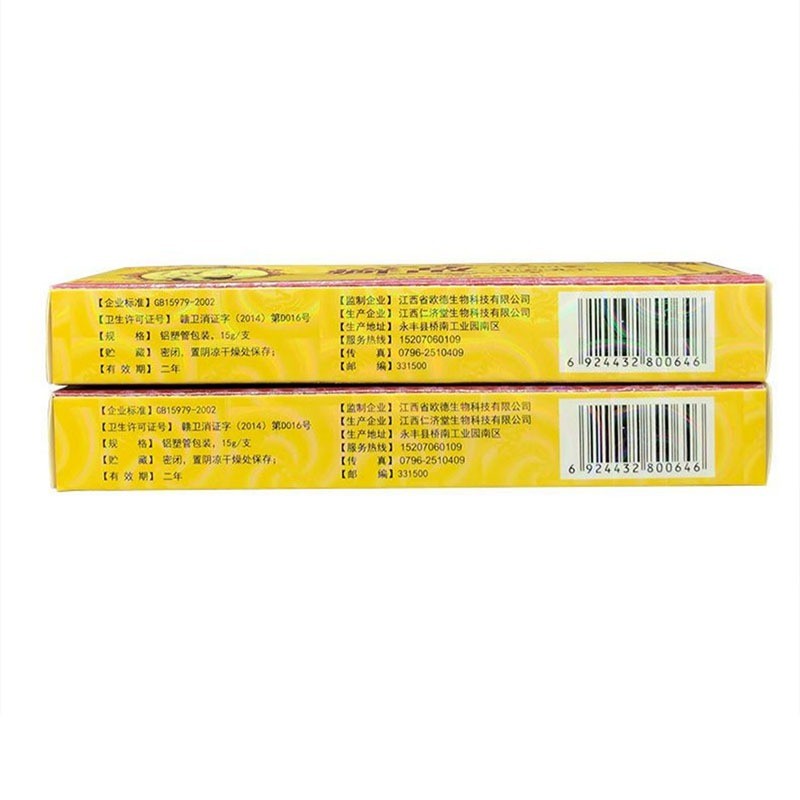 【企业标准】GB15979-2002
【卫生许可证号】 赣卫消证字（2014）第D016号
【规　格】 铝塑管包装，15g/支
【贮　藏】 密闭，置阴凉干燥处保存；
【有 效 期】 二年
【监制企业】江西省欧德生物科技有限公司
【生产企业】江西仁济堂生物科技有限公司
【生产地址】永丰县桥南工业园南区
【服务热线】15207060109
【传　真】0796-2510409
【邮　编】331500
6 924432 800646
【企业标准】GB15979-2002
【卫生许可证号】 赣卫消证字（2014）第D016号
【规　格】 铝塑管包装，15g/支
【贮　藏】 密闭，置阴凉干燥处保存；
【有 效 期】 二年
【监制企业】江西省欧德生物科技有限公司
【生产企业】江西仁济堂生物科技有限公司
【生产地址】永丰县桥南工业园南区
【服务热线】15207060109
【传　真】0796-2510409
【邮　编】331500
6 924432 800646